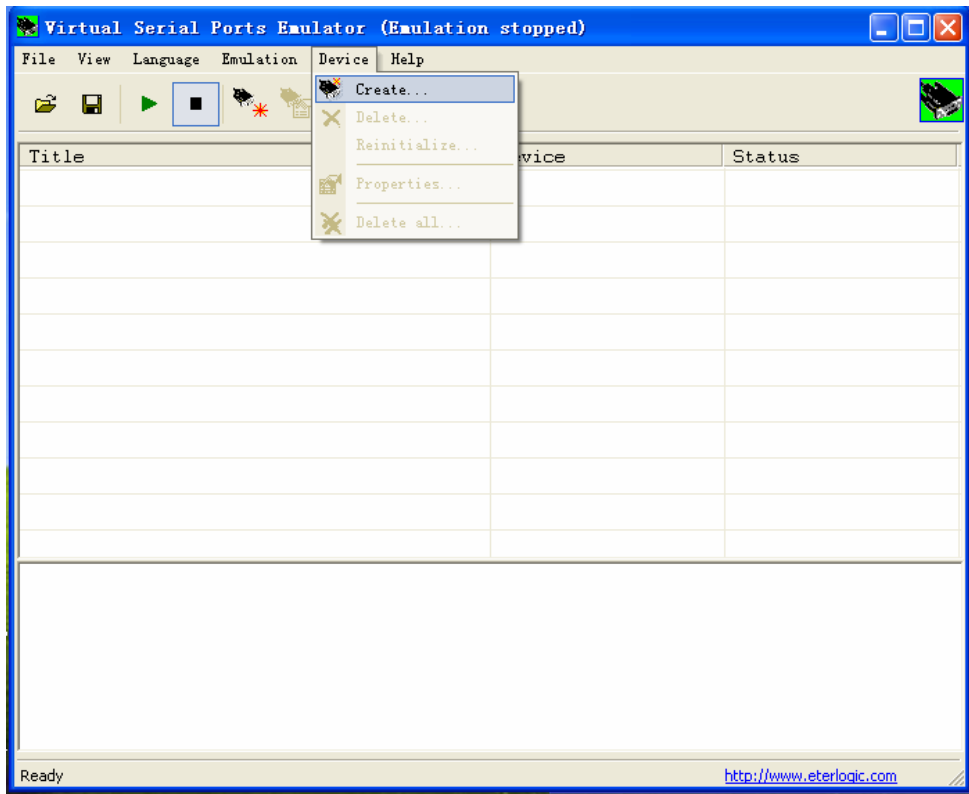 Virtual Serial Ports Emulator (Emulation stopped)
File View Language Emulation Device Help
Create...
Delete...
Reinitialize...
Properties...
Delete all...
Title vice Status
Ready http://www.eterlogic.com